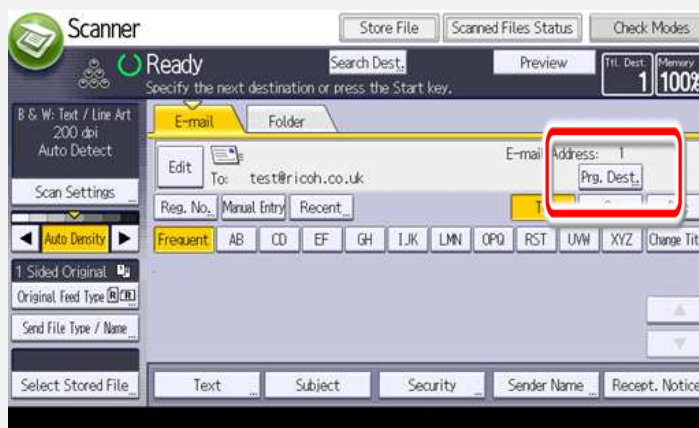 Scanner
Store File
Scanned Files Status
Check Modes
Ready
Search Dest.
Preview
Ttl. Dest.
1
Memory
100%
Specify the next destination or press the Start key.
B & W: Text / Line Art
200 dpi
Auto Detect
Scan Settings
Auto Density
1 Sided Original
Original Feed Type
Send File Type / Name
Select Stored File
E-mail
Folder
Edit
To: test@ricoh.co.uk
E-mail Address: 1
Prg. Dest.
Reg. No.
Manual Entry
Recent
Frequent
AB
CD
EF
GH
IJK
LMN
OPQ
RST
UVW
XYZ
Change Tit
Text
Subject
Security
Sender Name
Recept. Notice